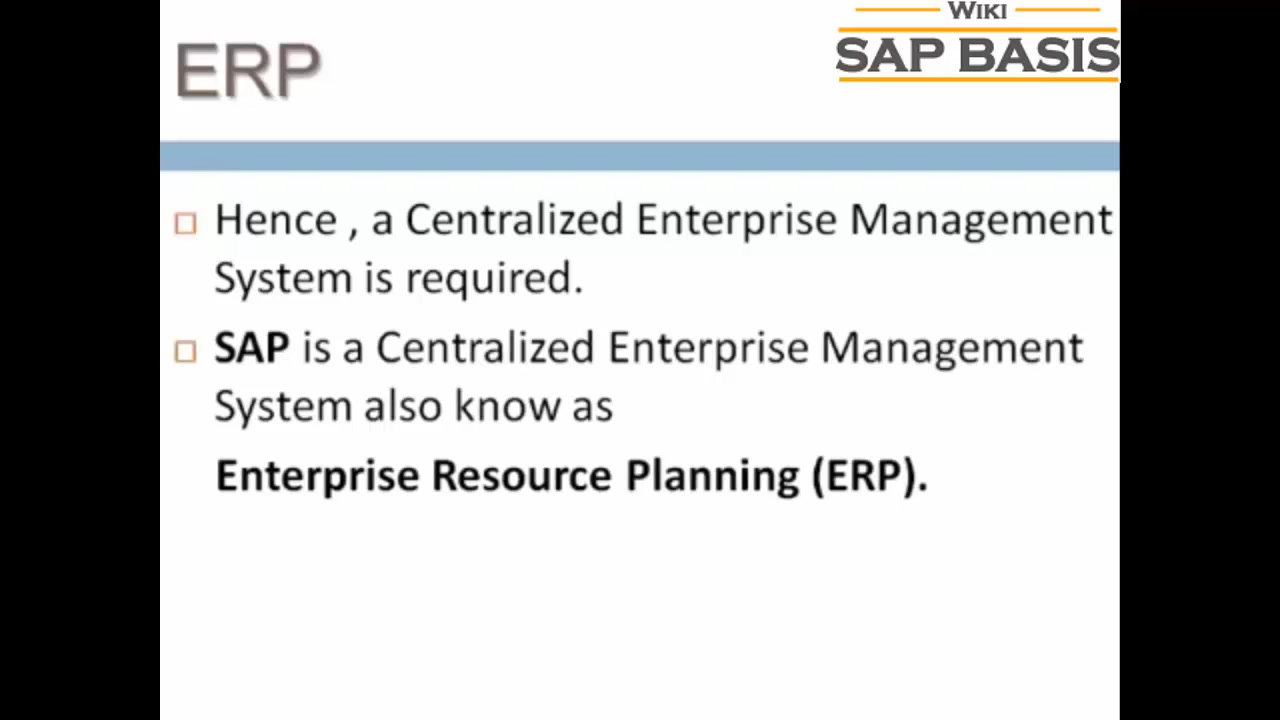 WIKI
SAP BASIS
ERP
Hence , a Centralized Enterprise Management
System is required.
SAP is a Centralized Enterprise Management
System also know as
Enterprise Resource Planning (ERP).